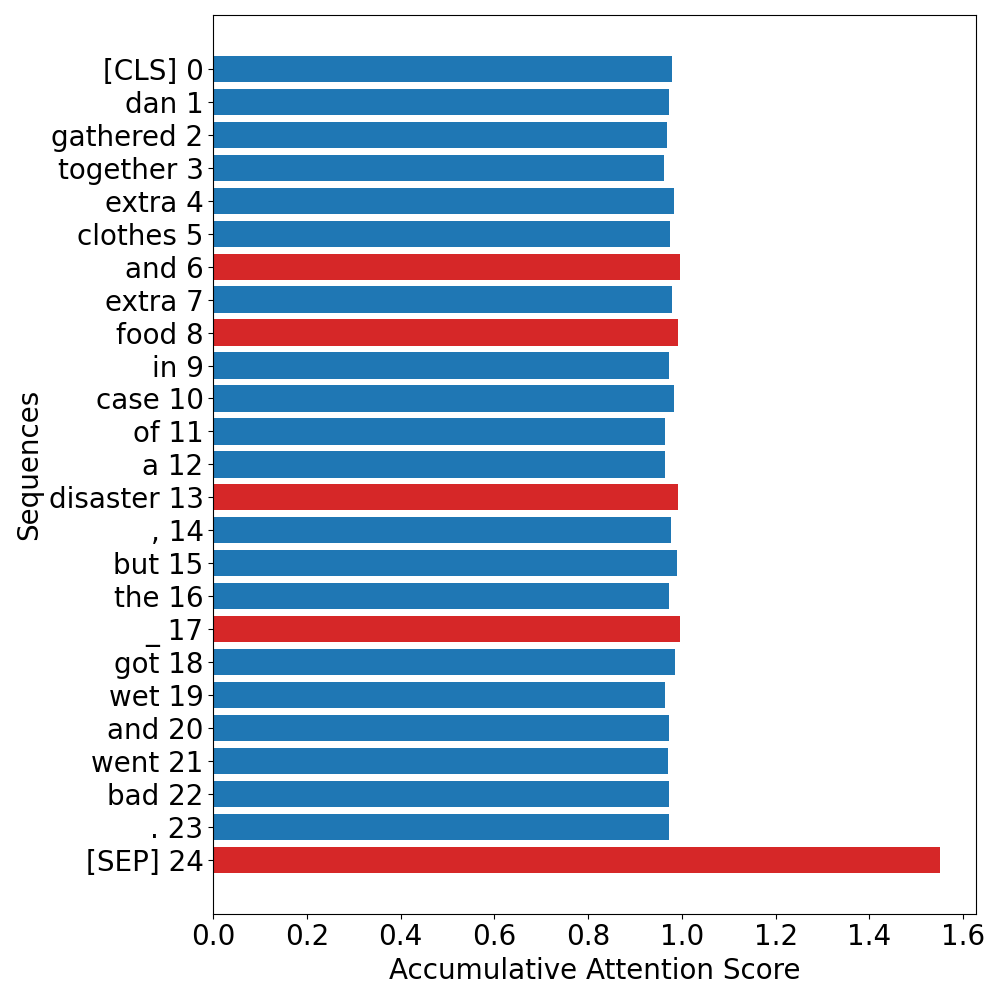 [CLS] 0
dan 1
gathered 2
together 3
extra 4
clothes 5
and 6
extra 7
food 8
in 9
case 10
of 11
a 12
disaster 13
, 14
but 15
the 16
_ 17
got 18
wet 19
and 20
went 21
bad 22
. 23
[SEP] 24
Sequences
0.0 0.2 0.4 0.6 0.8 1.0 1.2 1.4 1.6
Accumulative Attention Score